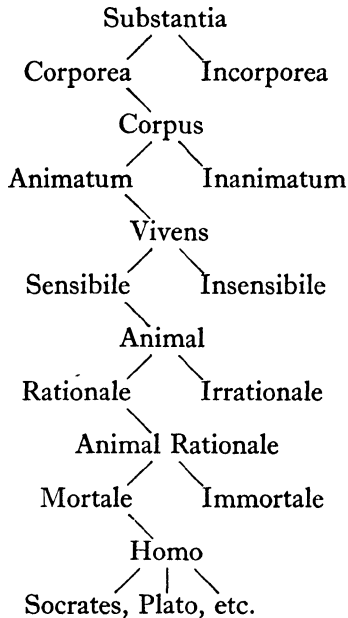 Substantia
Corporea Incorporea
Corpus
Animatum Inanimatum
Vivens
Sensibile Insensibile
Animal
Rationale Irrationale
Animal Rationale
Mortale Immortale
Homo
Socrates, Plato, etc.